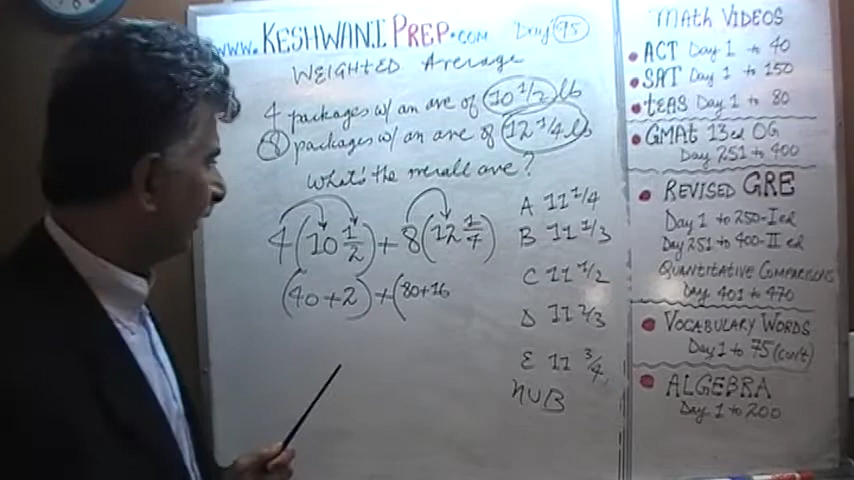 www.KESHWANIPREP.com Day 95
WEIGHTED Average
4 packages w/ an ave of 10 1/2 lb
8 packages w/ an ave of 12 1/4 lb
What's the overall ave?
4(10 1/2) + 8(12 1/4)
(40+2) + (80+16
A 11 1/4
B 11 1/3
C 11 1/2
D 11 2/3
E 11 3/4
NUB
MAth VIDEOS
ACT Day 1 to 40
SAT Day 1 to 150
tEAS Day 1 to 80
GMAt 13ed OG
Day 251 to 400
REVISED GRE
Day 1 to 250-I ed
Day 251 to 400-II ed
QUANTITATIVE COMPARISONS
Day 401 to 470
VOCABULARY WORDS
Day 1 to 75 (con't)
ALGEBRA
Day 1 to 200